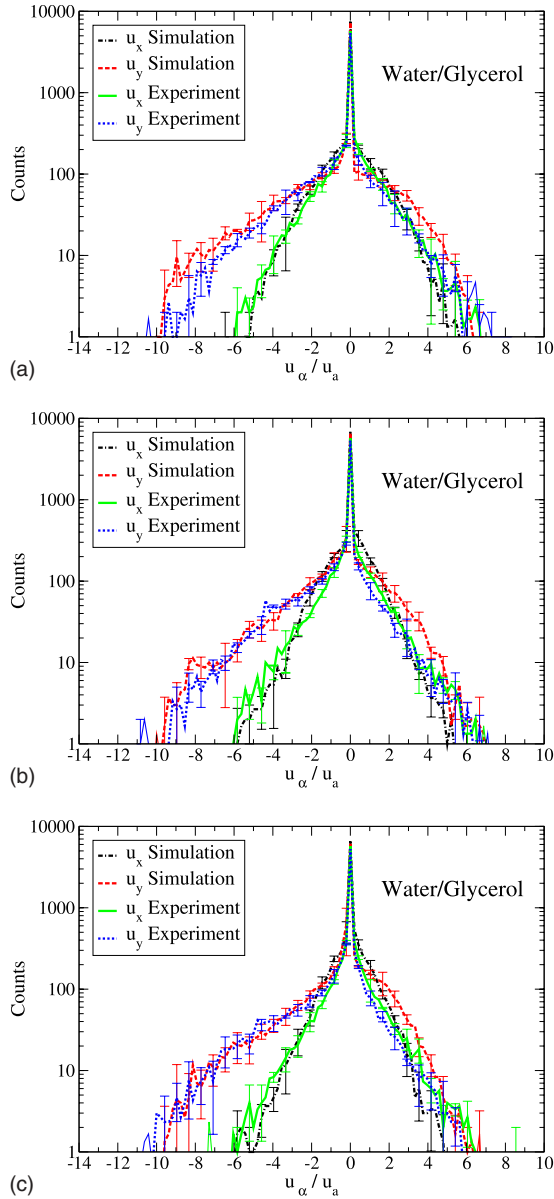 10000
1000
100
10
1
Counts
u_x Simulation
u_y Simulation
u_x Experiment
u_y Experiment
Water/Glycerol
-14 -12 -10 -8 -6 -4 -2 0 2 4 6 8 10
u_α / u_a
(a)
10000
1000
100
10
1
Counts
u_x Simulation
u_y Simulation
u_x Experiment
u_y Experiment
Water/Glycerol
-14 -12 -10 -8 -6 -4 -2 0 2 4 6 8 10
u_α / u_a
(b)
10000
1000
100
10
1
Counts
u_x Simulation
u_y Simulation
u_x Experiment
u_y Experiment
Water/Glycerol
-14 -12 -10 -8 -6 -4 -2 0 2 4 6 8 10
u_α / u_a
(c)